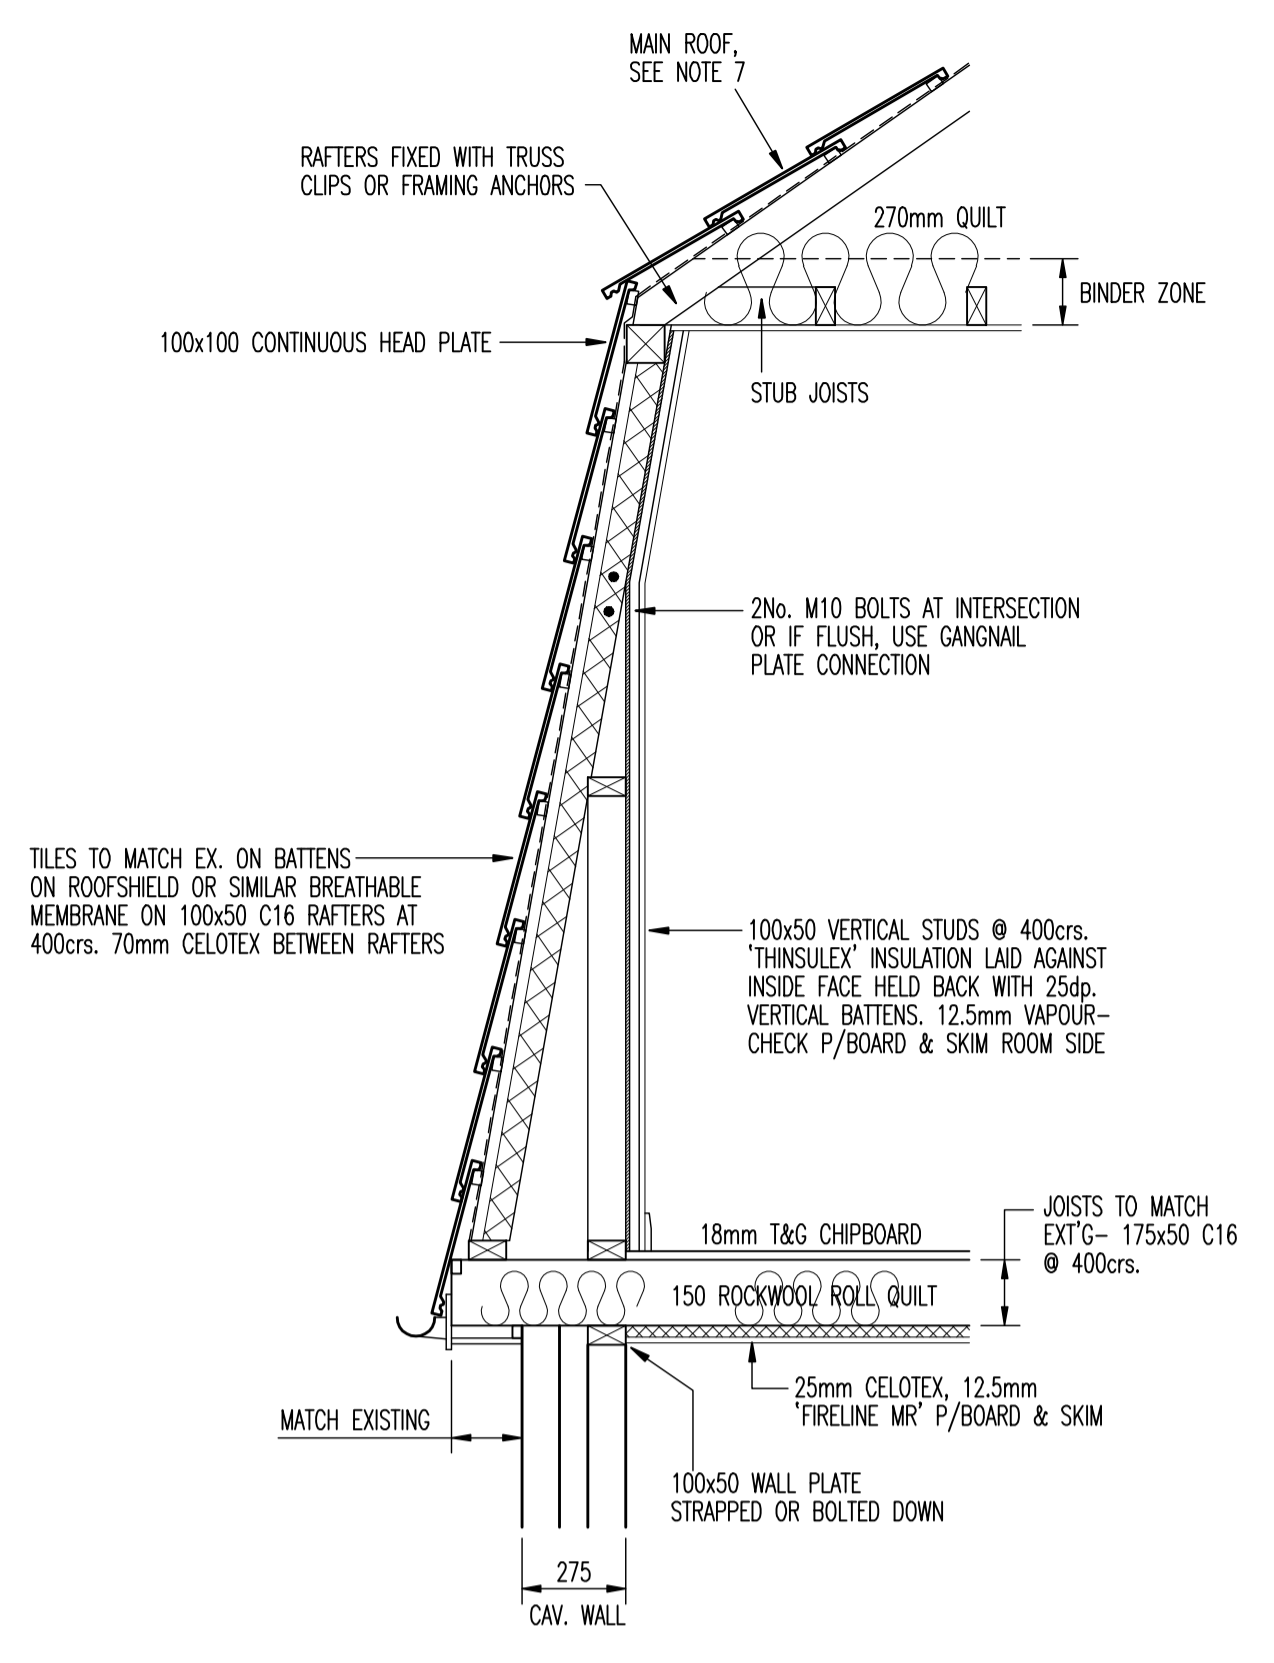 MAIN ROOF,
SEE NOTE 7
RAFTERS FIXED WITH TRUSS
CLIPS OR FRAMING ANCHORS
270mm QUILT
BINDER ZONE
100x100 CONTINUOUS HEAD PLATE
STUB JOISTS
2No. M10 BOLTS AT INTERSECTION
OR IF FLUSH, USE GANGNAIL
PLATE CONNECTION
TILES TO MATCH EX. ON BATTENS
ON ROOFSHIELD OR SIMILAR BREATHABLE
MEMBRANE ON 100x50 C16 RAFTERS AT
400crs. 70mm CELOTEX BETWEEN RAFTERS
100x50 VERTICAL STUDS @ 400crs.
'THINSULEX' INSULATION LAID AGAINST
INSIDE FACE HELD BACK WITH 25dp.
VERTICAL BATTENS. 12.5mm VAPOUR-
CHECK P/BOARD & SKIM ROOM SIDE
18mm T&G CHIPBOARD
JOISTS TO MATCH
EXT'G- 175x50 C16
@ 400crs.
150 ROCKWOOL ROLL QUILT
25mm CELOTEX, 12.5mm
'FIRELINE MR' P/BOARD & SKIM
MATCH EXISTING
100x50 WALL PLATE
STRAPPED OR BOLTED DOWN
275
CAV. WALL